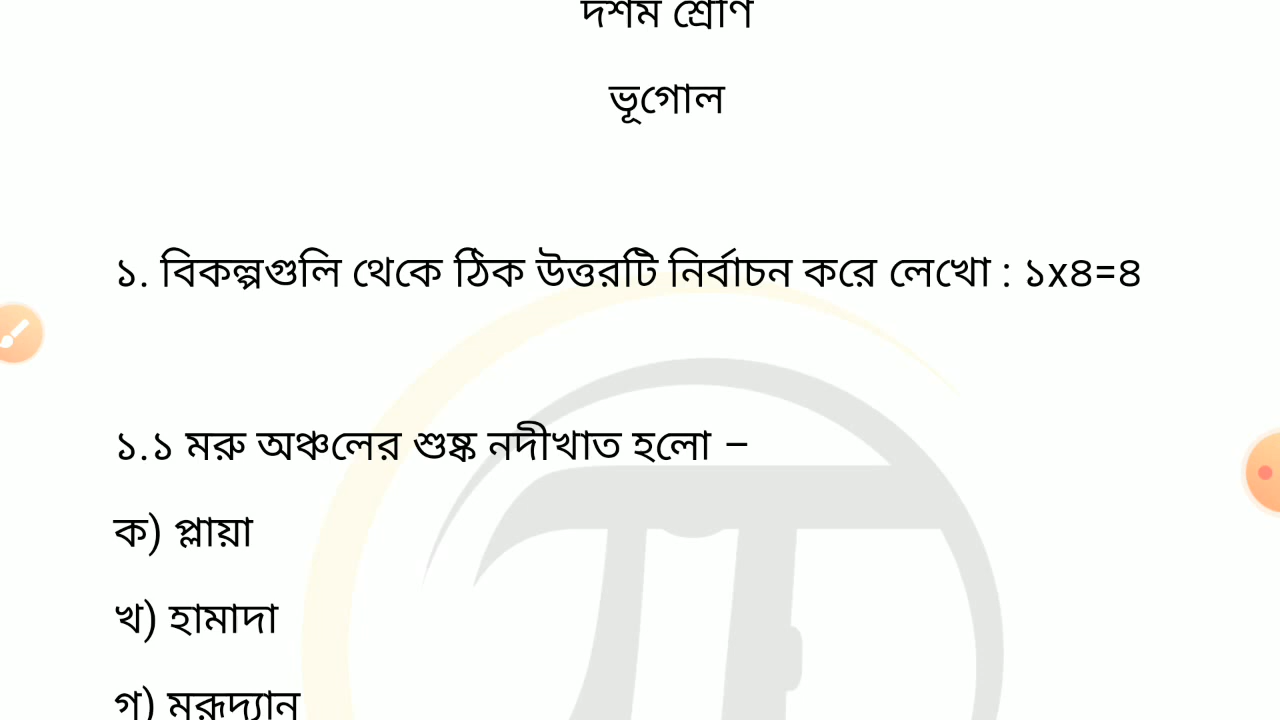 দশম শ্রেণি
ভূগোল
১. বিকল্পগুলি থেকে ঠিক উত্তরটি নির্বাচন করে লেখো : ১x৪=৪
১.১ মরু অঞ্চলের শুষ্ক নদীখাত হলো –
ক) প্লায়া
খ) হামাদা
গ) মরূদ্যান